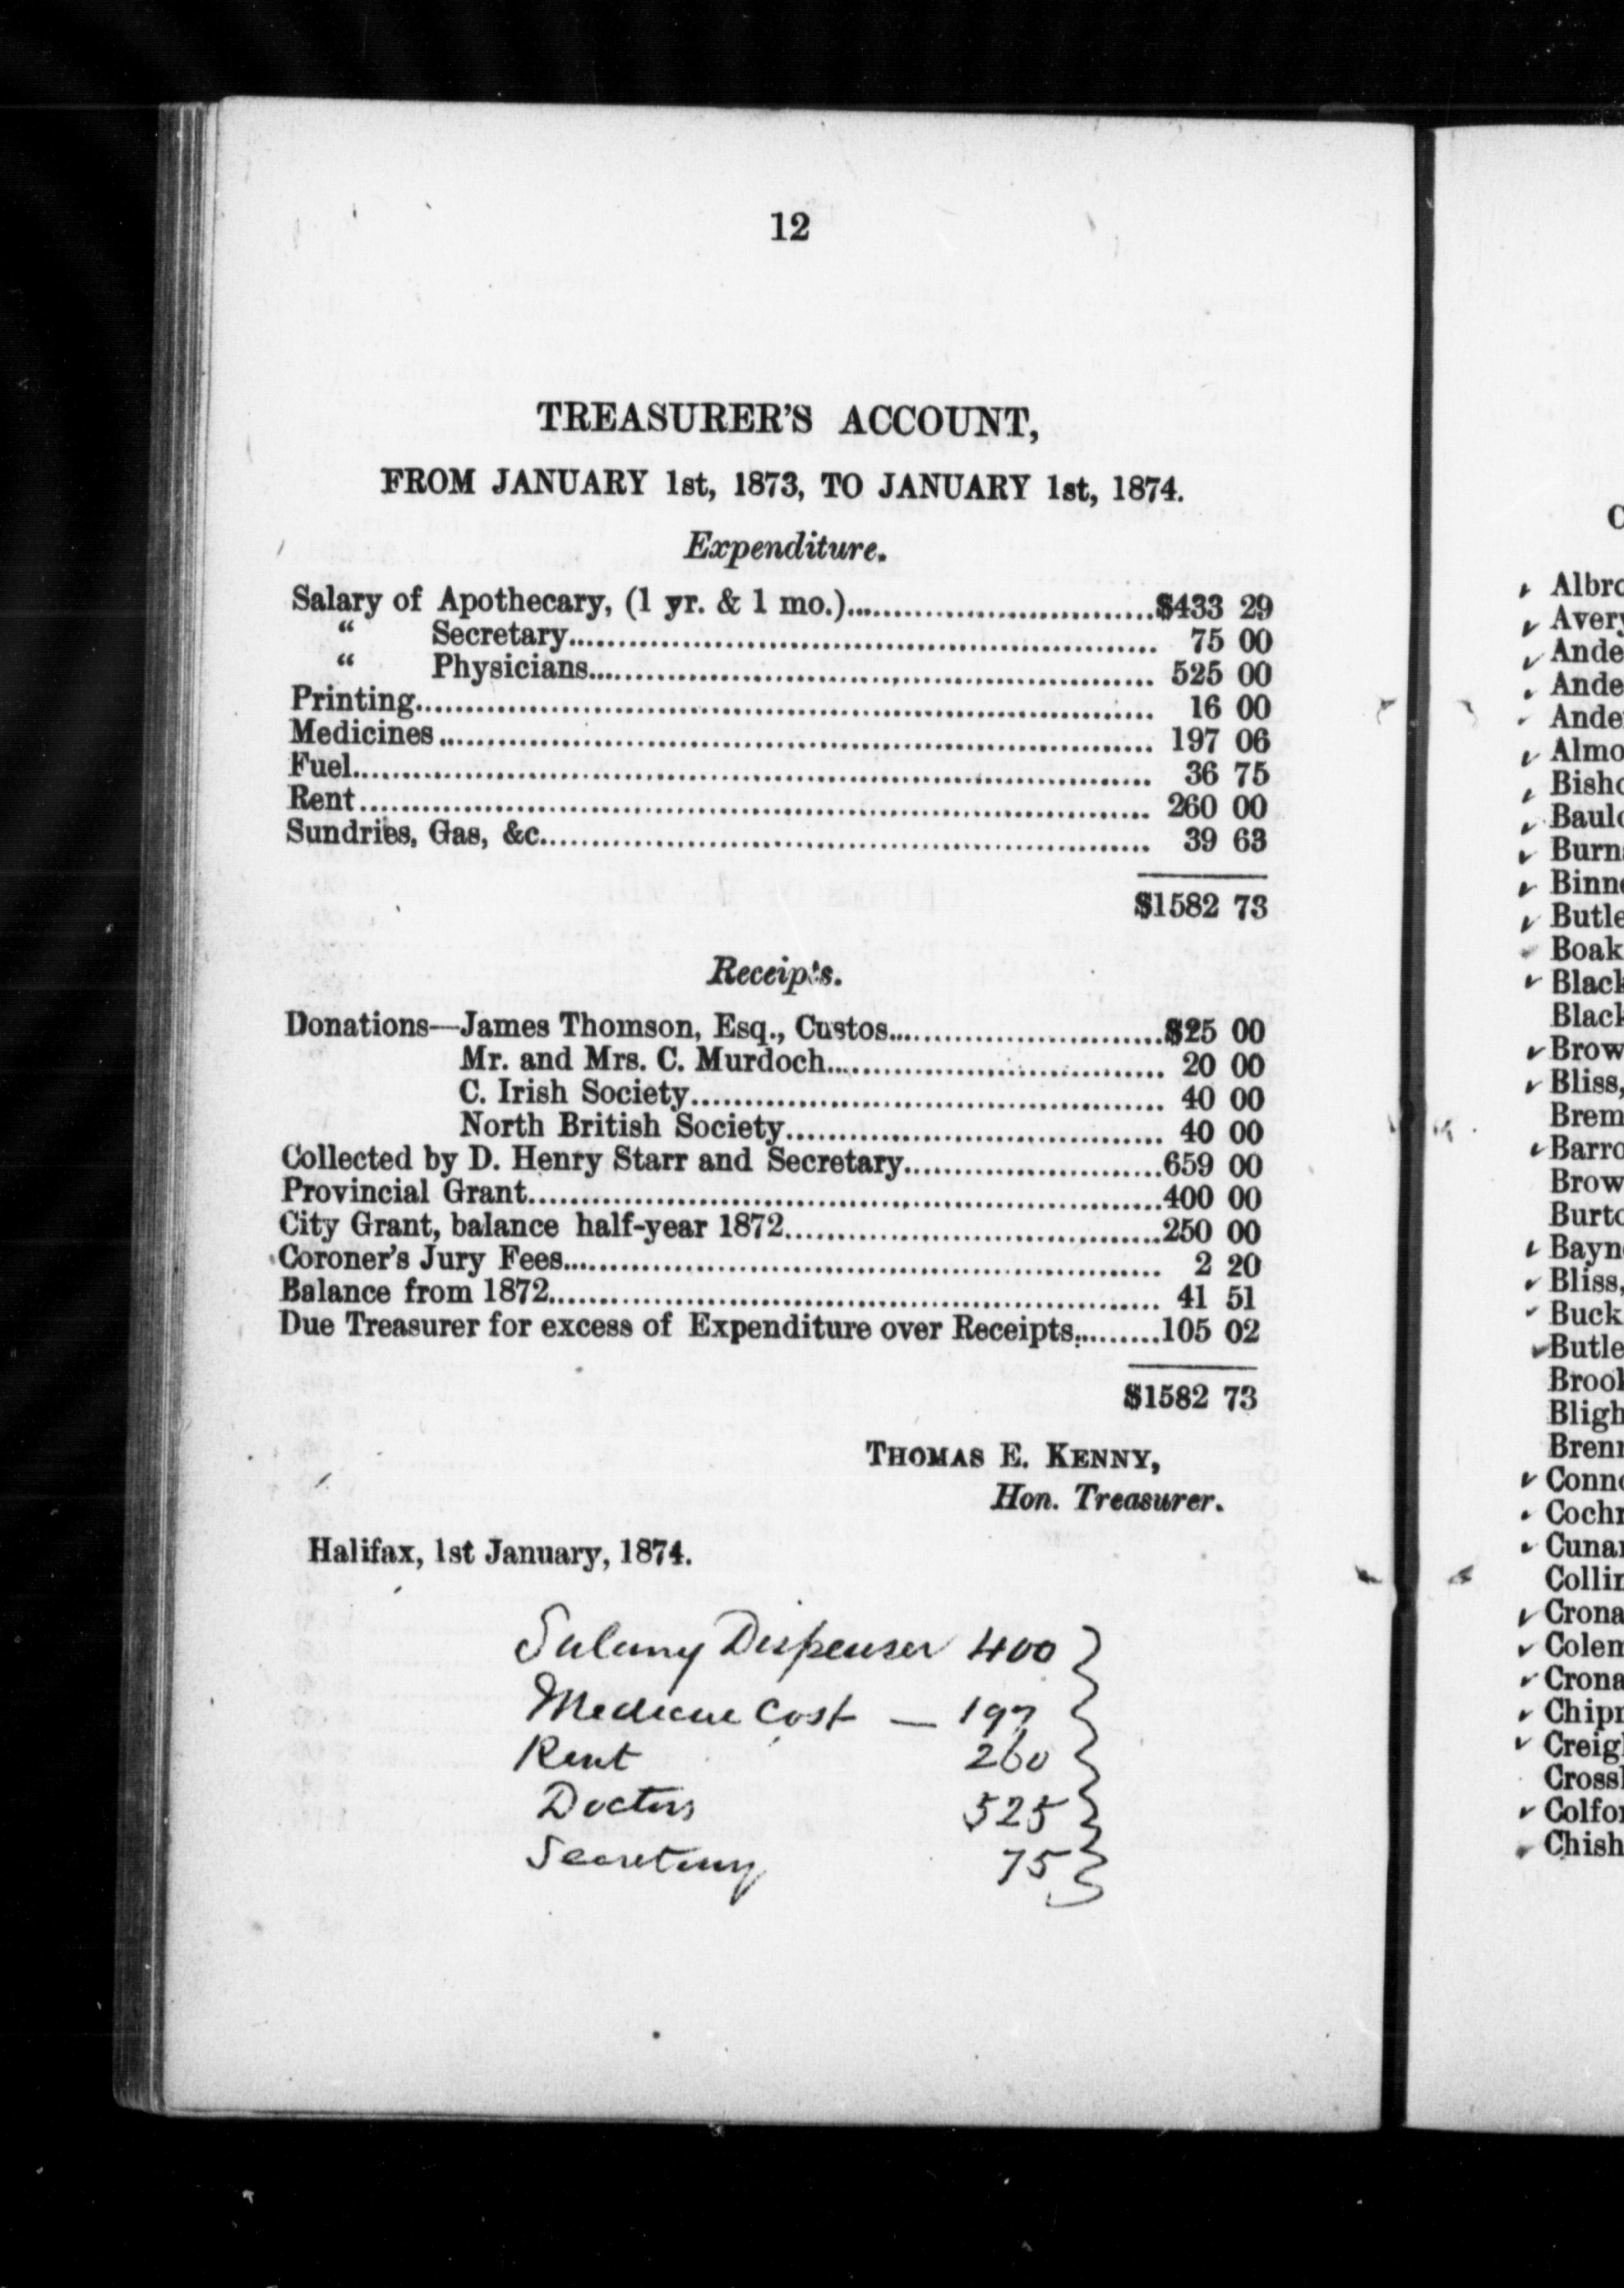 12
TREASURER'S ACCOUNT,
FROM JANUARY 1st, 1873, TO JANUARY 1st, 1874.
Expenditure.
Salary of Apothecary, (1 yr. & 1 mo.)..............................$433 29
“ Secretary.............................................................. 75 00
“ Physicians............................................................ 525 00
Printing.............................................................................. 16 00
Medicines........................................................................... 197 06
Fuel.................................................................................... 36 75
Rent................................................................................... 260 00
Sundries, Gas, &c................................................................ 39 63
$1582 73
Receipts.
Donations—James Thomson, Esq., Custos..........................$25 00
Mr. and Mrs. C. Murdoch................................ 20 00
C. Irish Society.............................................. 40 00
North British Society...................................... 40 00
Collected by D. Henry Starr and Secretary.........................659 00
Provincial Grant................................................................400 00
City Grant, balance half-year 1872.....................................250 00
Coroner's Jury Fees............................................................ 2 20
Balance from 1872............................................................. 41 51
Due Treasurer for excess of Expenditure over Receipts.........105 02
$1582 73
THOMAS E. KENNY,
Hon. Treasurer.
Halifax, 1st January, 1874.
Salary Dispenser 400
Medicine Cost — 197
Rent 260
Doctors 525
Secretary 75
C
Albro
Avery
Ande
Ande
Ande
Almo
Bisho
Bauld
Burn
Binne
Butle
Boak
Black
Black
Brow
Bliss,
Brem
Barro
Brow
Burto
Bayn
Bliss,
Buck
Butle
Brook
Bligh
Brenn
Conno
Cochr
Cunar
Collin
Crona
Colem
Crona
Chipr
Creig
Cross
Colfor
Chish